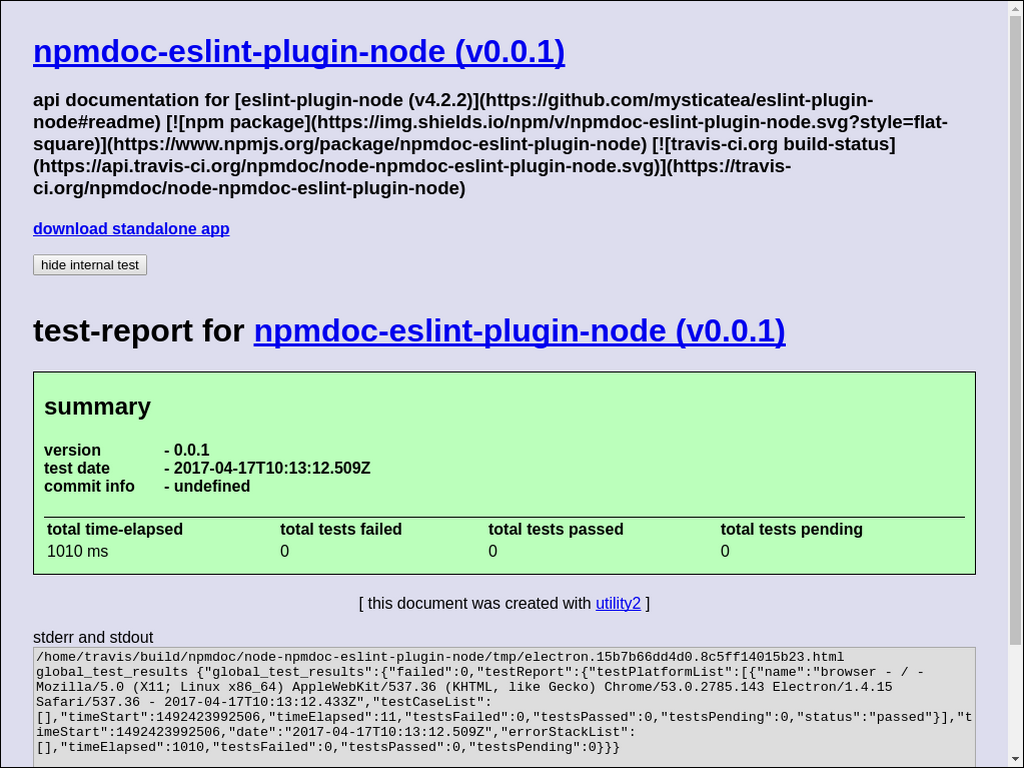 npmdoc-eslint-plugin-node (v0.0.1)
api documentation for [eslint-plugin-node (v4.2.2)](https://github.com/mysticatea/eslint-plugin-
node#readme) [![npm package](https://img.shields.io/npm/v/npmdoc-eslint-plugin-node.svg?style=flat-
square)](https://www.npmjs.org/package/npmdoc-eslint-plugin-node) [![travis-ci.org build-status]
(https://api.travis-ci.org/npmdoc/node-npmdoc-eslint-plugin-node.svg)](https://travis-
ci.org/npmdoc/node-npmdoc-eslint-plugin-node)
download standalone app
hide internal test
test-report for npmdoc-eslint-plugin-node (v0.0.1)
summary
version - 0.0.1
test date - 2017-04-17T10:13:12.509Z
commit info - undefined
total time-elapsed total tests failed total tests passed total tests pending
1010 ms 0 0 0
[ this document was created with utility2 ]
stderr and stdout
/home/travis/build/npmdoc/node-npmdoc-eslint-plugin-node/tmp/electron.15b7b66dd4d0.8c5ff14015b23.html
global_test_results {"global_test_results":{"failed":0,"testReport":{"testPlatformList":[{"name":"browser - / -
Mozilla/5.0 (X11; Linux x86_64) AppleWebKit/537.36 (KHTML, like Gecko) Chrome/53.0.2785.143 Electron/1.4.15
Safari/537.36 - 2017-04-17T10:13:12.433Z","testCaseList":
[],"timeStart":1492423992506,"timeElapsed":11,"testsFailed":0,"testsPassed":0,"testsPending":0,"status":"passed"}],"t
imeStart":1492423992506,"date":"2017-04-17T10:13:12.509Z","errorStackList":
[],"timeElapsed":1010,"testsFailed":0,"testsPassed":0,"testsPending":0}}}